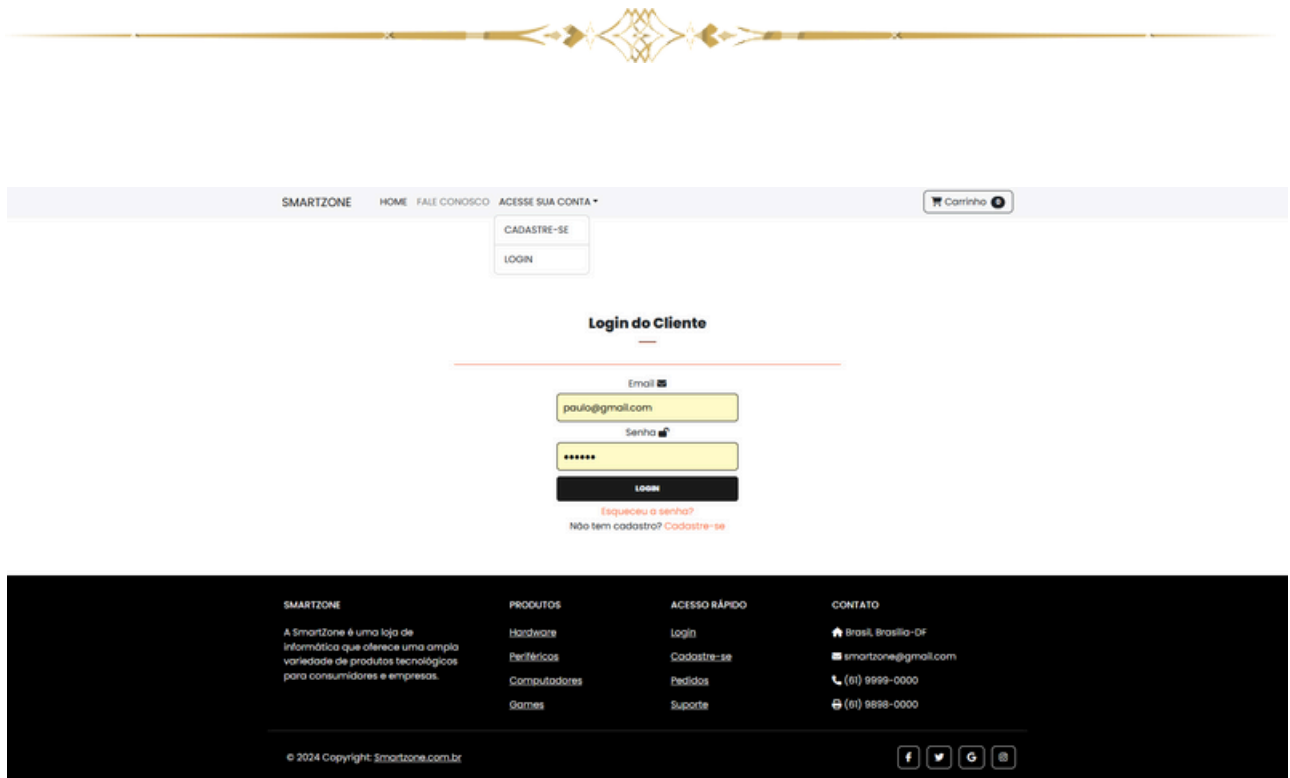 SMARTZONE HOME FALE CONOSCO ACESSE SUA CONTA Carrinho 0
CADASTRE-SE
LOGIN
Login do Cliente
Email
paulo@gmail.com
Senha
••••••
LOGIN
Esqueceu a senha?
Não tem cadastro? Cadastre-se
SMARTZONE
A SmartZone é uma loja de
informática que oferece uma ampla
variedade de produtos tecnológicos
para consumidores e empresas.
PRODUTOS
Hardware
Periféricos
Computadores
Games
ACESSO RÁPIDO
Login
Cadastre-se
Pedidos
Suporte
CONTATO
Brasil, Brasília-DF
smartzone@gmail.com
(61) 9999-0000
(61) 9898-0000
© 2024 Copyright: Smartzone.com.br